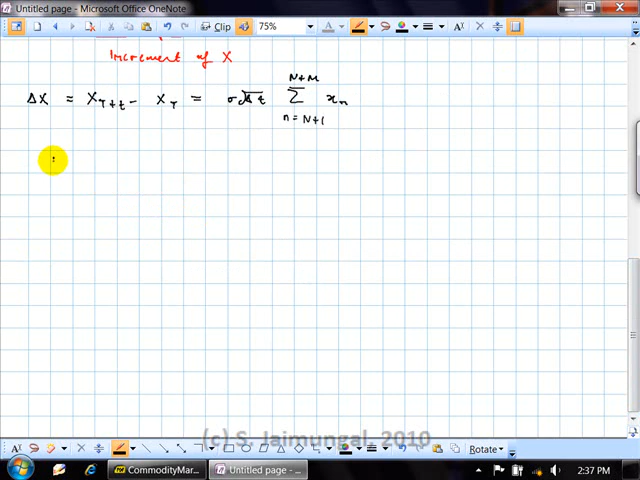 Untitled page - Microsoft Office OneNote
Clip 75%
Increment of X
ΔX = X_{T+t} - X_T = σ√Δt ∑_{n=N+1}^{N+M} x_n
(c) S. Jaimungal, 2010
Rotate
CommodityMar... Untitled page - ... 2:37 PM